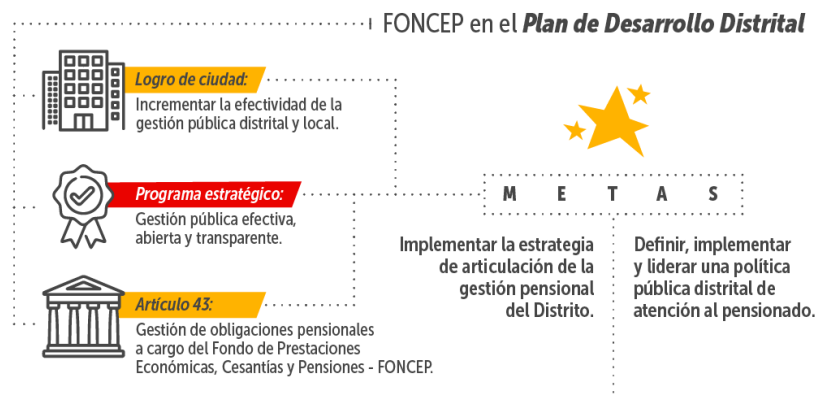 FONCEP en el Plan de Desarrollo Distrital
Logro de ciudad:
Incrementar la efectividad de la
gestión pública distrital y local.
Programa estratégico:
Gestión pública efectiva,
abierta y transparente.
Artículo 43:
Gestión de obligaciones pensionales
a cargo del Fondo de Prestaciones
Económicas, Cesantías y Pensiones - FONCEP.
METAS
Implementar la estrategia
de articulación de la
gestión pensional
del Distrito.
Definir, implementar
y liderar una política
pública distrital de
atención al pensionado.